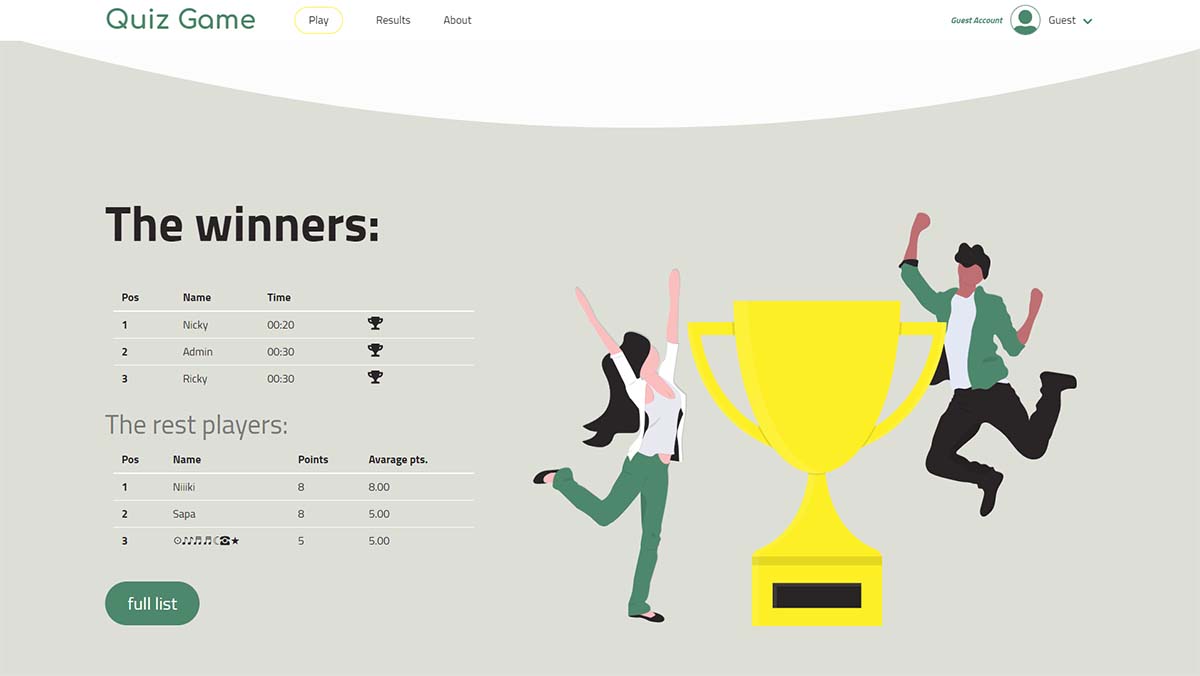 Quiz Game Play Results About Guest Account Guest
The winners:
Pos Name Time
1 Nicky 00:20
2 Admin 00:30
3 Ricky 00:30
The rest players:
Pos Name Points Avarage pts.
1 Niiiki 8 8.00
2 Sapa 8 5.00
3 ⊙♪♪♬♬☾☎★ 5 5.00
full list